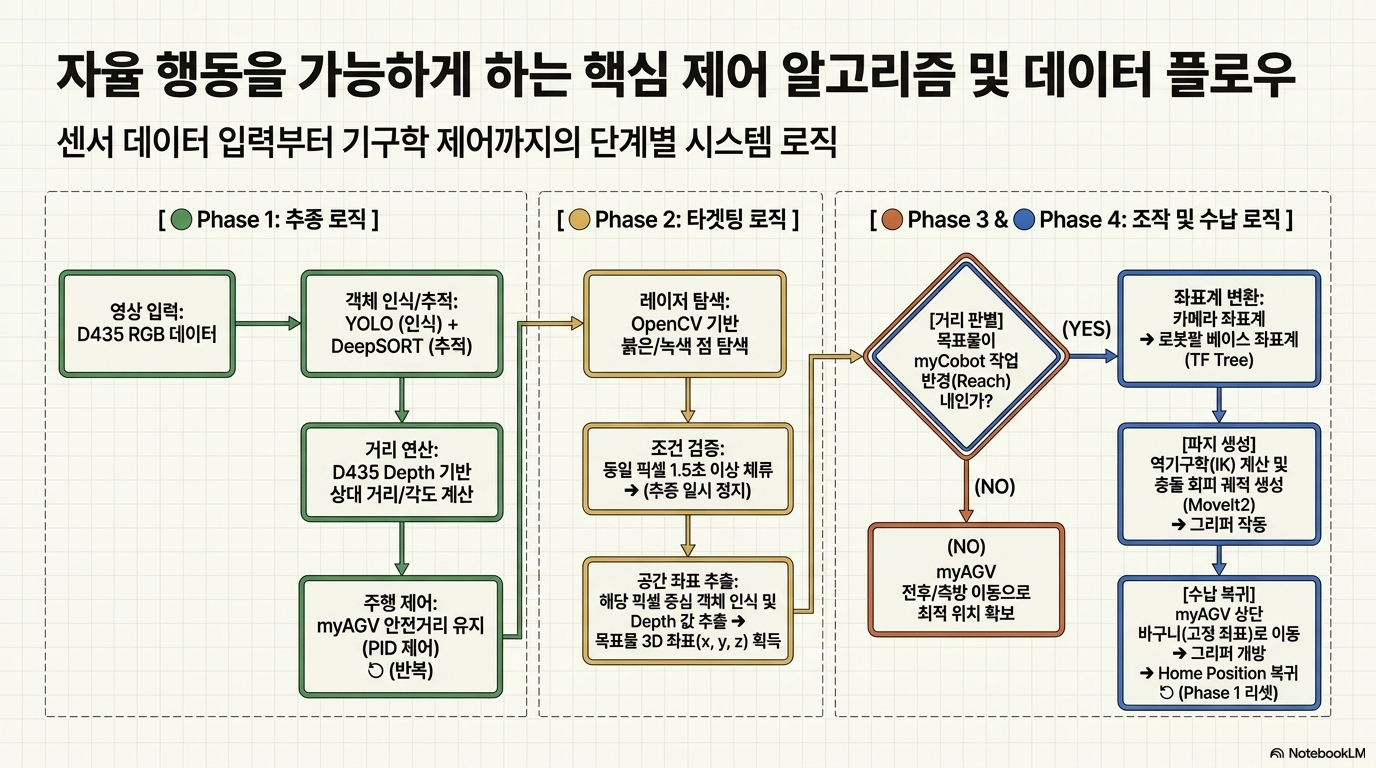 자율 행동을 가능하게 하는 핵심 제어 알고리즘 및 데이터 플로우
센서 데이터 입력부터 기구학 제어까지의 단계별 시스템 로직
[ Phase 1: 추종 로직 ]
영상 입력:
D435 RGB 데이터
객체 인식/추적:
YOLO (인식) +
DeepSORT (추적)
거리 연산:
D435 Depth 기반
상대 거리/각도 계산
주행 제어:
myAGV 안전거리 유지
(PID 제어)
↺ (반복)
[ Phase 2: 타겟팅 로직 ]
레이저 탐색:
OpenCV 기반
붉은/녹색 점 탐색
조건 검증:
동일 픽셀 1.5초 이상 체류
→ (추종 일시 정지)
공간 좌표 추출:
해당 픽셀 중심 객체 인식 및
Depth 값 추출 →
목표물 3D 좌표(x, y, z) 획득
[ Phase 3 & Phase 4: 조작 및 수납 로직 ]
[거리 판별]
목표물이
myCobot 작업
반경(Reach)
내인가?
(YES)
(NO)
(NO)
myAGV
전후/측방 이동으로
최적 위치 확보
좌표계 변환:
카메라 좌표계
→ 로봇팔 베이스 좌표계
(TF Tree)
[파지 생성]
역기구학(IK) 계산 및
충돌 회피 궤적 생성
(MoveIt2)
→ 그리퍼 작동
[수납 복귀]
myAGV 상단
바구니(고정 좌표)로 이동
→ 그리퍼 개방
→ Home Position 복귀
↺ (Phase 1 리셋)
NotebookLM